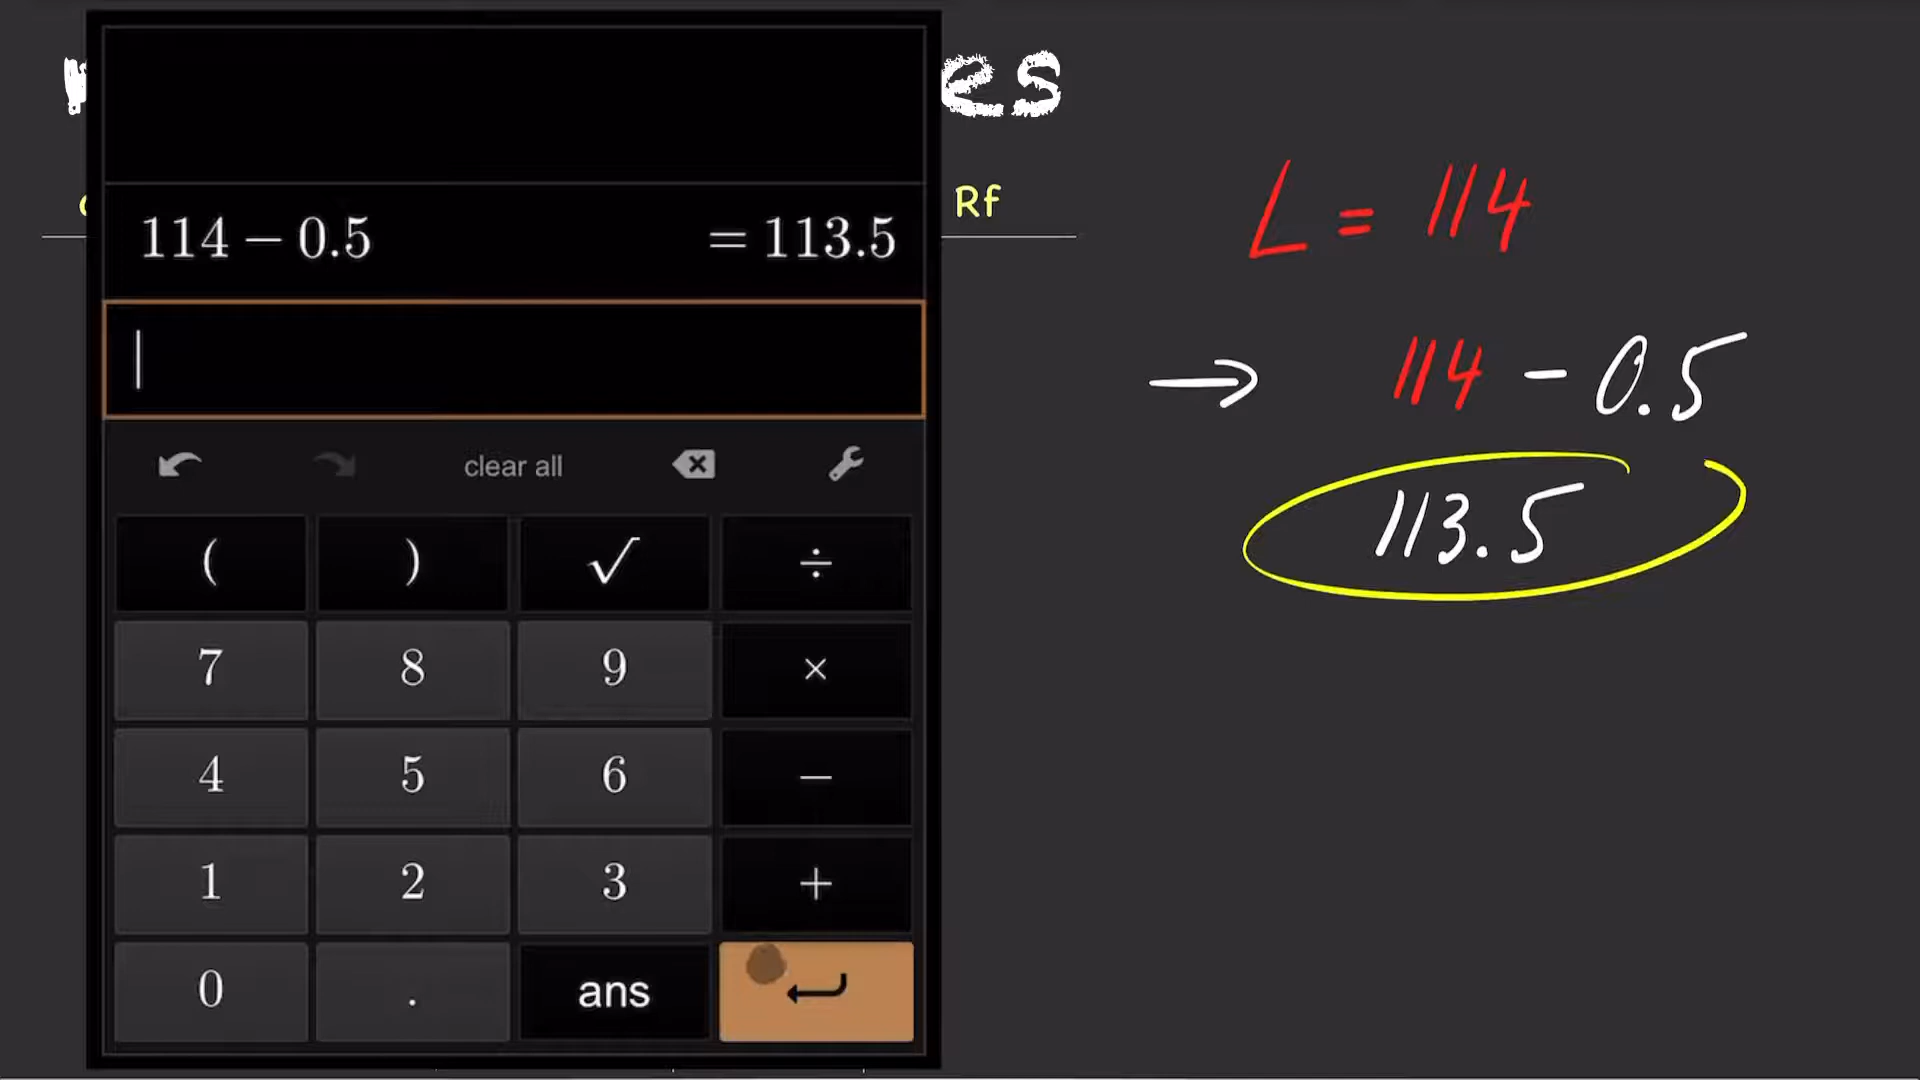 es
Rf
114 − 0.5 = 113.5
clear all
( ) √ ÷
7 8 9 ×
4 5 6 −
1 2 3 +
0 . ans
L = 114
→ 114 - 0.5
113.5